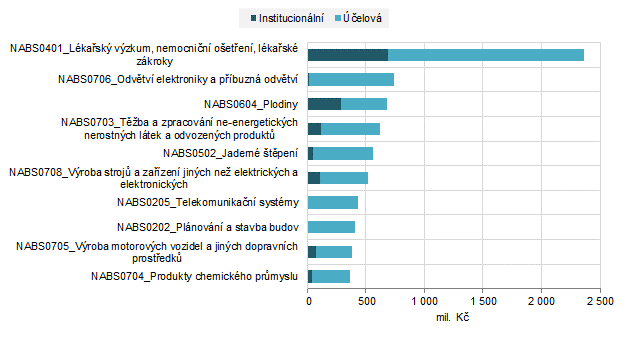 Institucionální Účelová
NABS0401_Lékařský výzkum, nemocniční ošetření, lékařské
zákroky
NABS0706_Odvětví elektroniky a příbuzná odvětví
NABS0604_Plodiny
NABS0703_Těžba a zpracování ne-energetických
nerostných látek a odvozených produktů
NABS0502_Jaderné štěpení
NABS0708_Výroba strojů a zařízení jiných než elektrických a
elektronických
NABS0205_Telekomunikační systémy
NABS0202_Plánování a stavba budov
NABS0705_Výroba motorových vozidel a jiných dopravních
prostředků
NABS0704_Produkty chemického průmyslu
0 500 1 000 1 500 2 000 2 500
mil. Kč